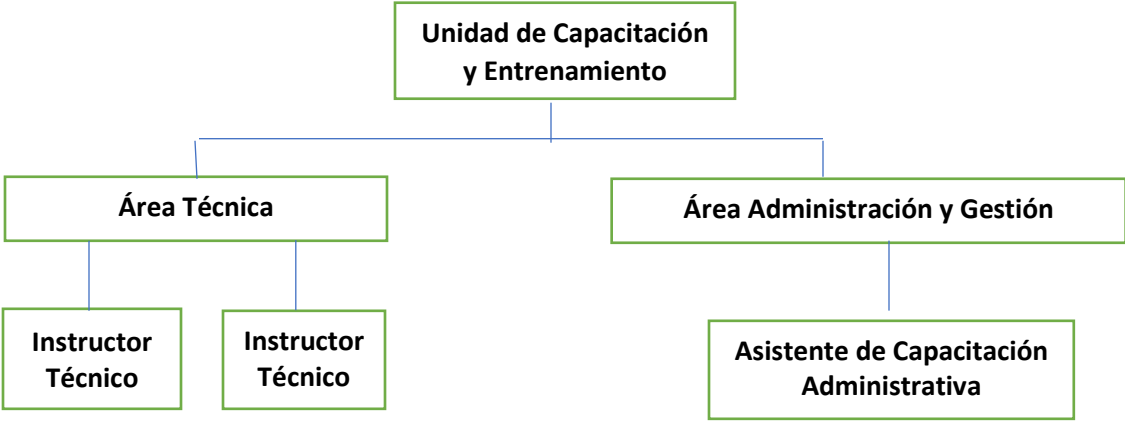 Unidad de Capacitación
y Entrenamiento
Área Técnica
Área Administración y Gestión
Instructor
Técnico
Instructor
Técnico
Asistente de Capacitación
Administrativa